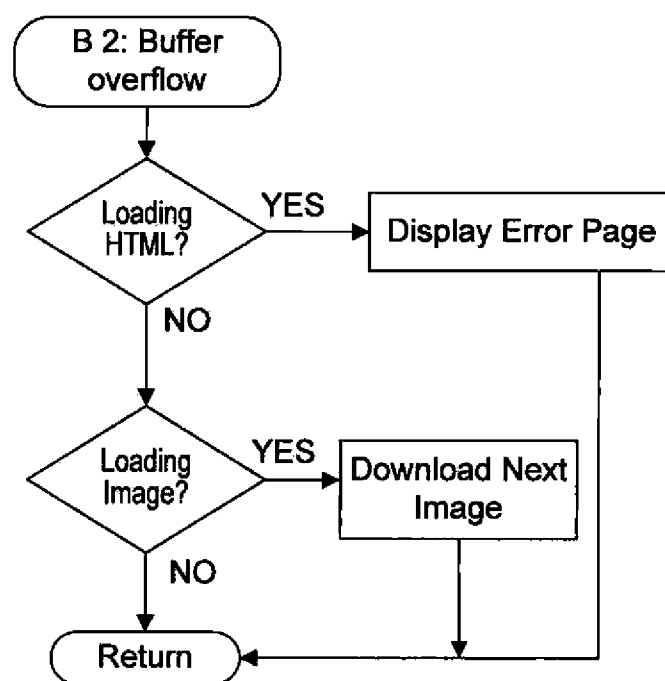 B 2: Buffer
overflow
Loading
HTML?
YES
Display Error Page
NO
Loading
Image?
YES
Download Next
Image
NO
Return